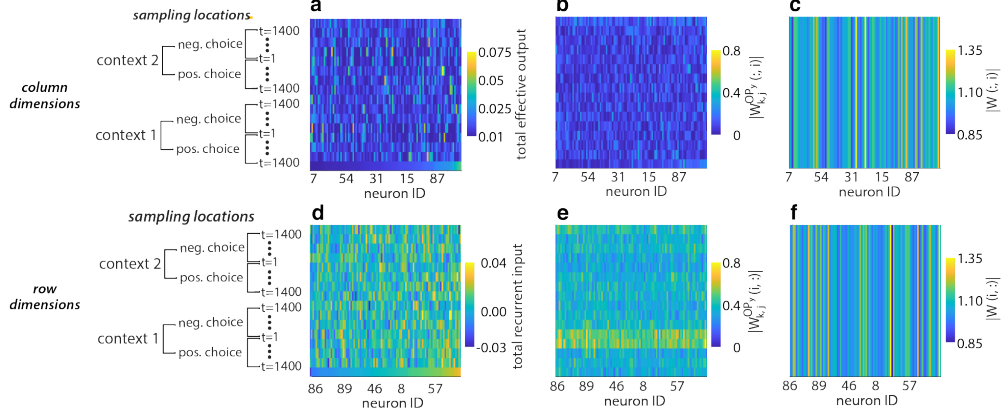 sampling locations
column dimensions
context 2
neg. choice
pos. choice
context 1
neg. choice
pos. choice
t=1400
t=1
t=1400
t=1400
t=1
t=1400
a
7 54 31 15 87
neuron ID
0.075
0.050
0.025
0.01
total effective output
b
7 54 31 15 87
neuron ID
0.8
0.4
0
|W^{OP_y}_{k,j} (:, i)|
c
7 54 31 15 87
neuron ID
1.35
1.10
0.85
|W (:, i)|
sampling locations
row dimensions
context 2
neg. choice
pos. choice
context 1
neg. choice
pos. choice
t=1400
t=1
t=1400
t=1400
t=1
t=1400
d
86 89 46 8 57
neuron ID
0.04
0.00
-0.03
total recurrent input
e
86 89 46 8 57
neuron ID
0.8
0.4
0
|W^{OP_y}_{k,j} (i, :)|
f
86 89 46 8 57
neuron ID
1.35
1.10
0.85
|W (i, :)|